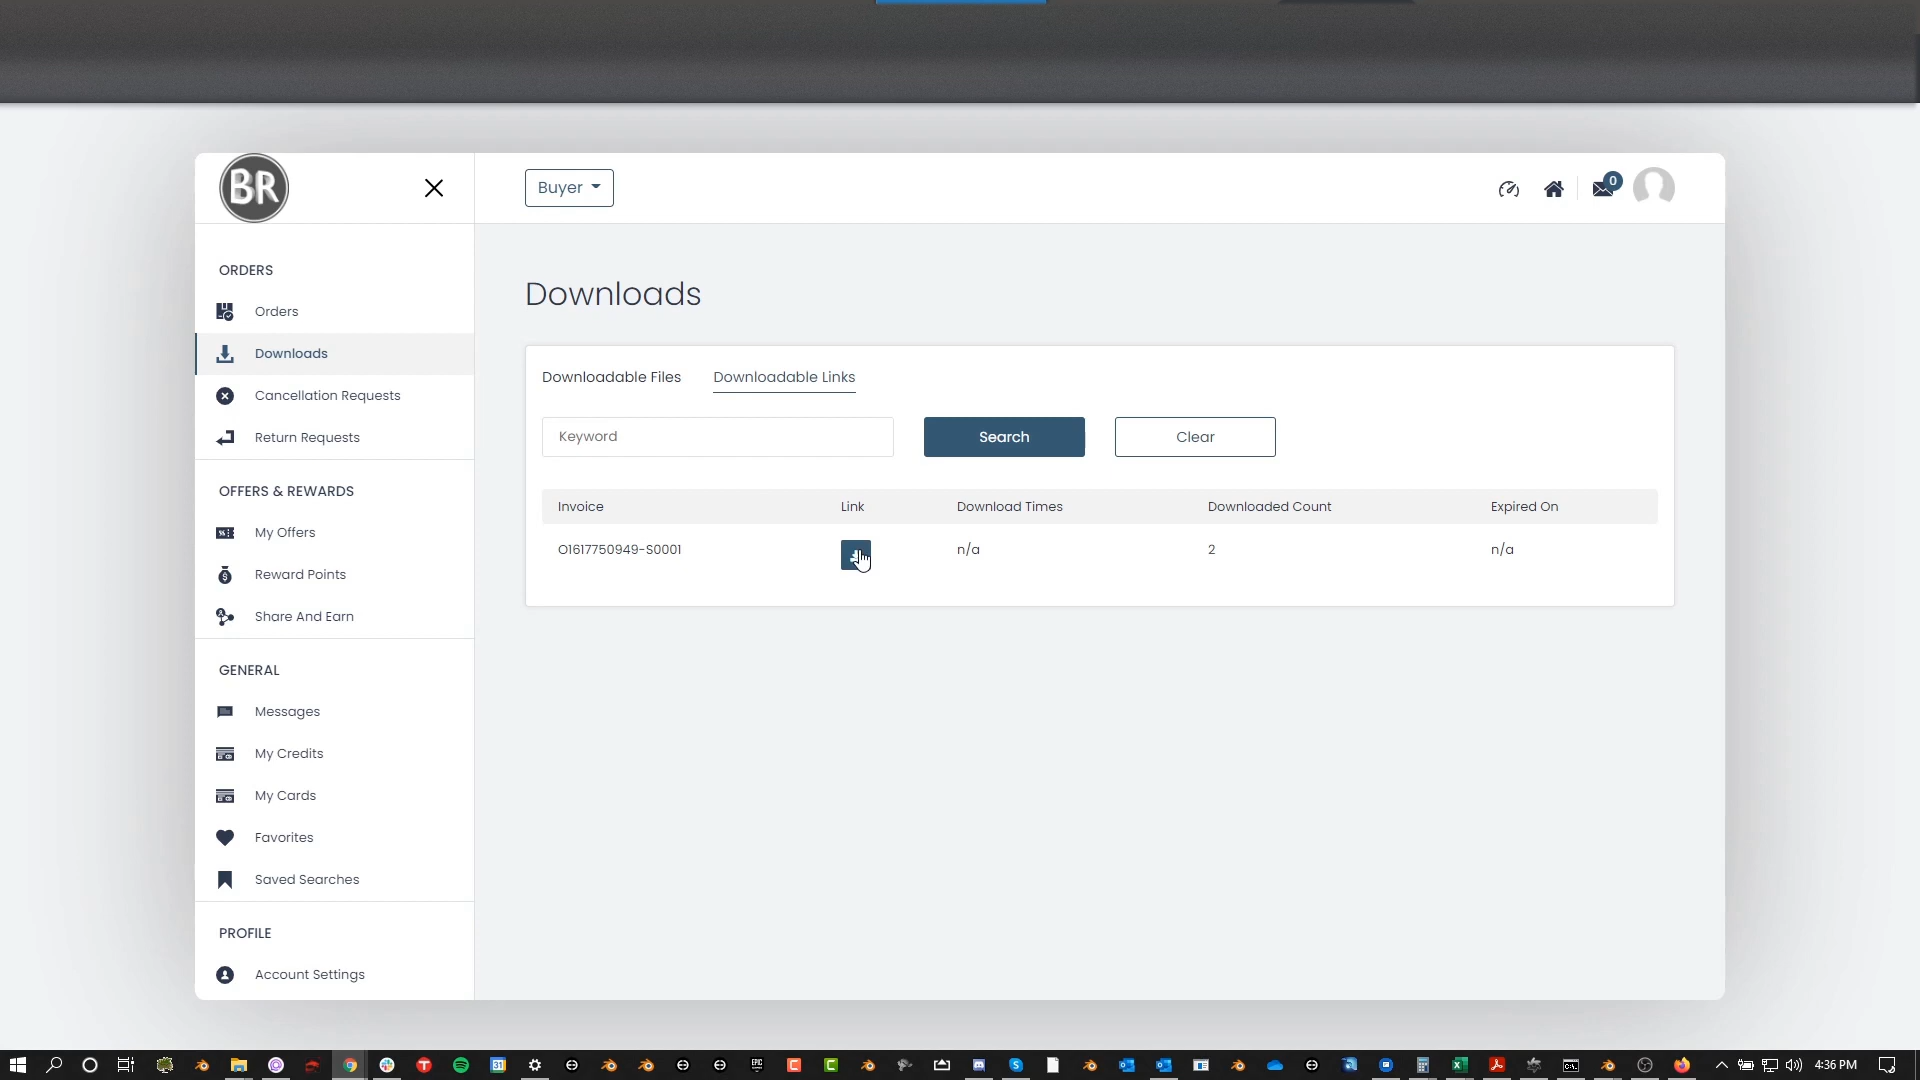 BR
Buyer
0
ORDERS
Orders
Downloads
Cancellation Requests
Return Requests
OFFERS & REWARDS
My Offers
Reward Points
Share And Earn
GENERAL
Messages
My Credits
My Cards
Favorites
Saved Searches
PROFILE
Account Settings
Downloads
Downloadable Files Downloadable Links
Keyword Search Clear
Invoice Link Download Times Downloaded Count Expired On
O1617750949-S0001 n/a 2 n/a
4:36 PM